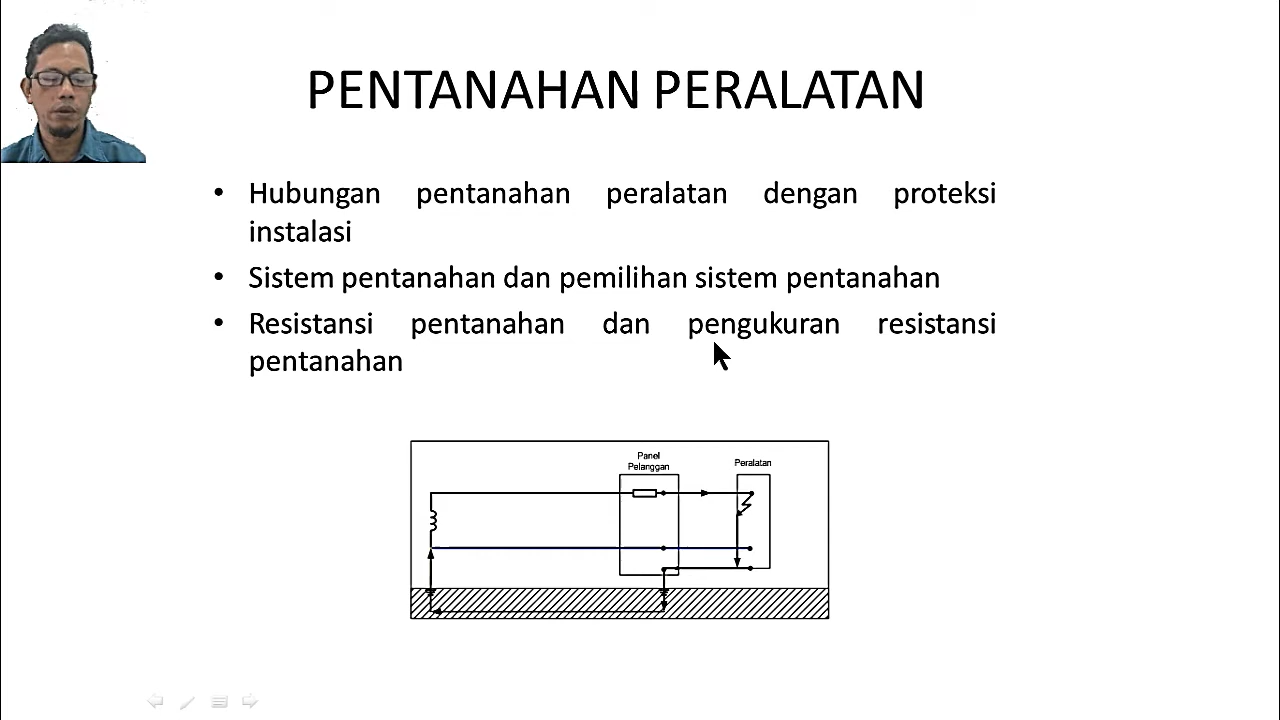 PENTANAHAN PERALATAN
• Hubungan pentanahan peralatan dengan proteksi
instalasi
• Sistem pentanahan dan pemilihan sistem pentanahan
• Resistansi pentanahan dan pengukuran resistansi
pentanahan
Panel
Pelanggan
Peralatan